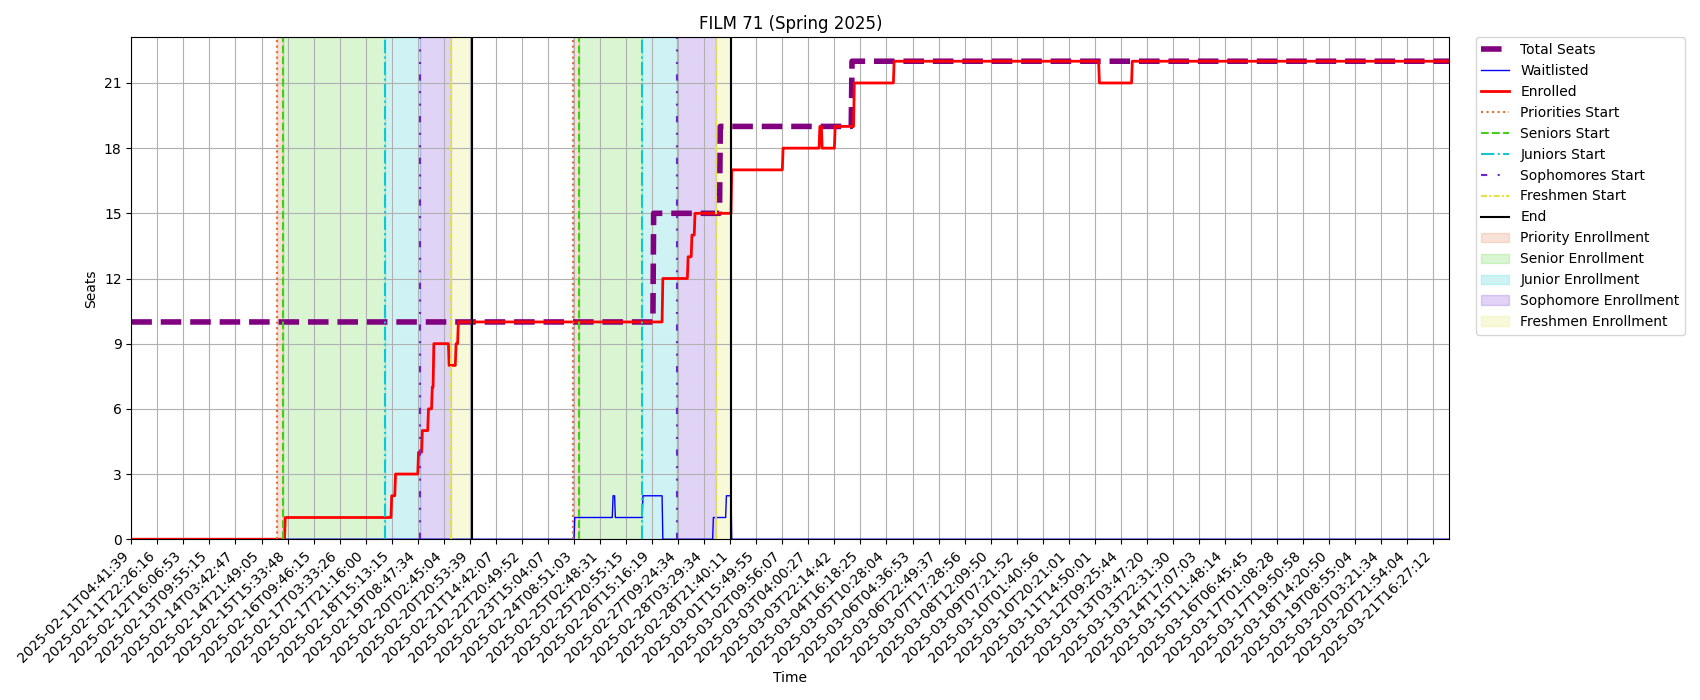 FILM 71 (Spring 2025)
Seats
21
18
15
12
9
6
3
0
2025-02-11T04:41:39
2025-02-11T22:26:16
2025-02-12T16:06:53
2025-02-13T09:55:15
2025-02-14T03:42:47
2025-02-14T21:49:05
2025-02-15T15:33:48
2025-02-16T09:46:15
2025-02-17T03:33:26
2025-02-17T21:16:00
2025-02-18T15:13:15
2025-02-19T08:47:34
2025-02-20T02:45:04
2025-02-20T20:53:39
2025-02-21T14:42:07
2025-02-22T20:49:52
2025-02-23T15:04:07
2025-02-24T08:51:03
2025-02-25T02:48:31
2025-02-25T20:55:15
2025-02-26T15:16:19
2025-02-27T09:24:34
2025-02-28T03:29:34
2025-02-28T21:40:11
2025-03-01T15:49:55
2025-03-02T09:56:07
2025-03-03T04:00:27
2025-03-03T22:14:42
2025-03-04T16:18:25
2025-03-05T10:28:04
2025-03-06T04:36:53
2025-03-06T22:49:37
2025-03-07T17:28:56
2025-03-08T12:09:50
2025-03-09T07:21:52
2025-03-10T01:40:56
2025-03-10T20:21:01
2025-03-11T14:50:01
2025-03-12T09:25:44
2025-03-13T03:47:20
2025-03-13T22:31:30
2025-03-14T17:07:03
2025-03-15T11:48:14
2025-03-16T06:45:45
2025-03-17T01:08:28
2025-03-17T19:50:58
2025-03-18T14:20:50
2025-03-19T08:55:04
2025-03-20T03:21:34
2025-03-20T21:54:04
2025-03-21T16:27:12
Time
Total Seats
Waitlisted
Enrolled
Priorities Start
Seniors Start
Juniors Start
Sophomores Start
Freshmen Start
End
Priority Enrollment
Senior Enrollment
Junior Enrollment
Sophomore Enrollment
Freshmen Enrollment